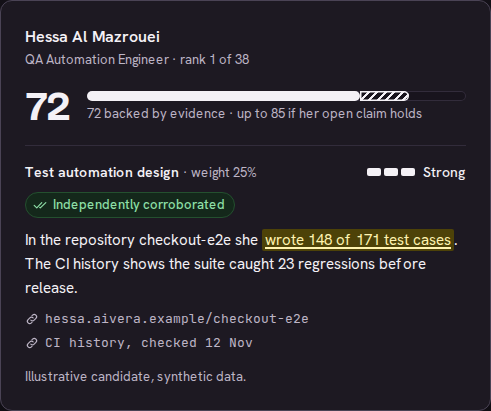 Hessa Al Mazrouei
QA Automation Engineer · rank 1 of 38
72
72 backed by evidence · up to 85 if her open claim holds
Test automation design · weight 25%
Strong
Independently corroborated
In the repository checkout-e2e she wrote 148 of 171 test cases.
The CI history shows the suite caught 23 regressions before
release.
hessa.aivera.example/checkout-e2e
CI history, checked 12 Nov
Illustrative candidate, synthetic data.